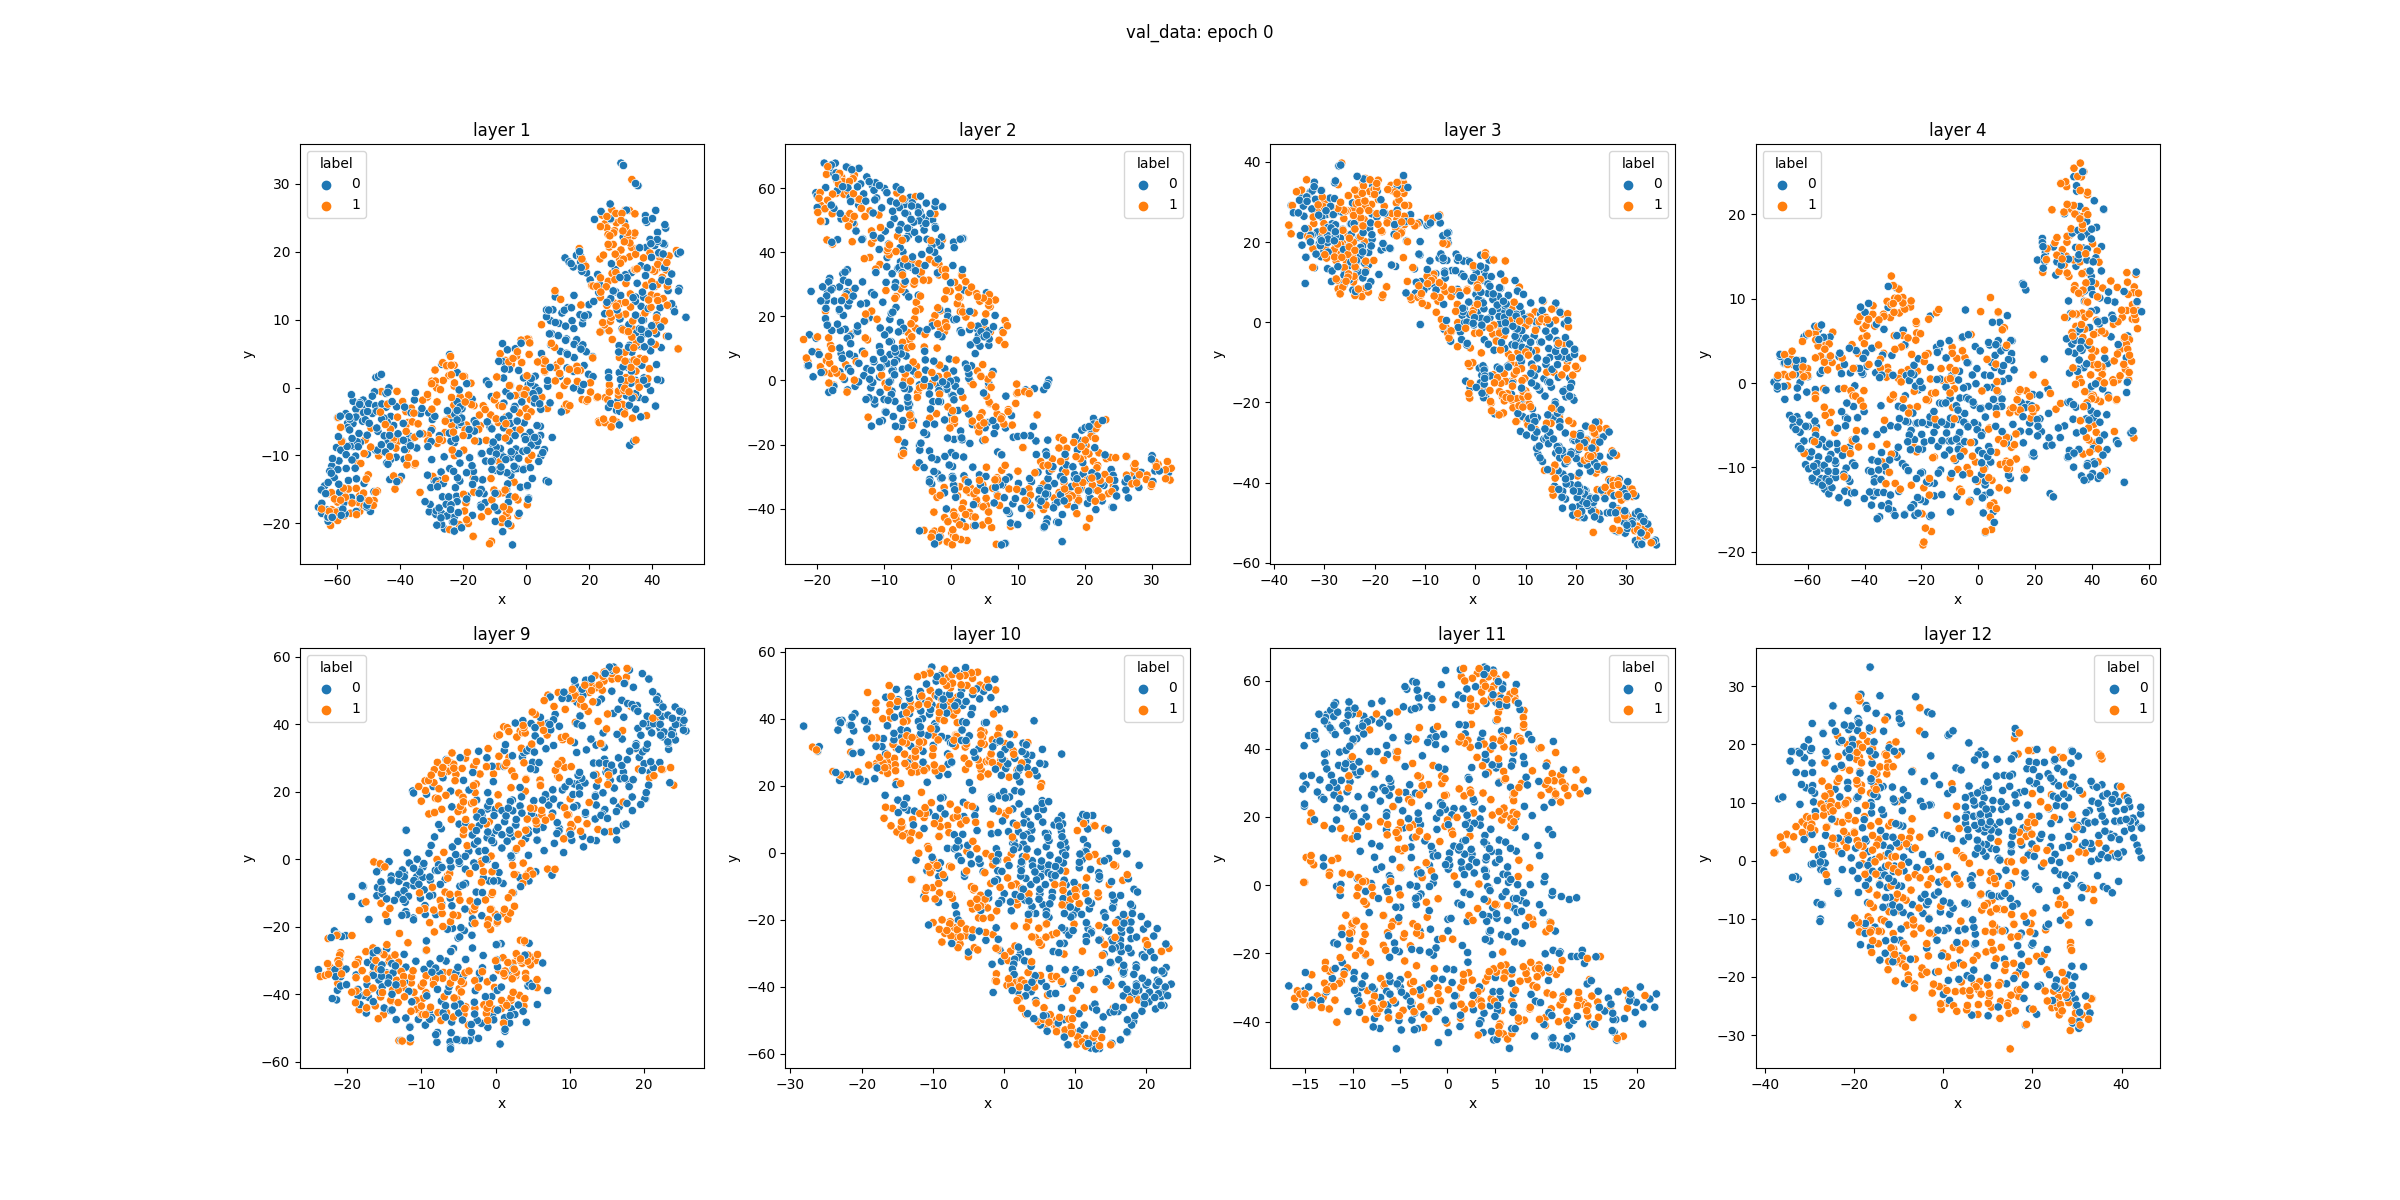 val_data: epoch 0
layer 1
label
0
1
30
20
10
0
−10
−20
y
−60 −40 −20 0 20 40
x
layer 2
label
0
1
60
40
20
0
−20
−40
y
−20 −10 0 10 20 30
x
layer 3
label
0
1
40
20
0
−20
−40
−60
y
−40 −30 −20 −10 0 10 20 30
x
layer 4
label
0
1
20
10
0
−10
−20
y
−60 −40 −20 0 20 40 60
x
layer 9
label
0
1
60
40
20
0
−20
−40
−60
y
−20 −10 0 10 20
x
layer 10
label
0
1
60
40
20
0
−20
−40
−60
y
−30 −20 −10 0 10 20
x
layer 11
label
0
1
60
40
20
0
−20
−40
y
−15 −10 −5 0 5 10 15 20
x
layer 12
label
0
1
30
20
10
0
−10
−20
−30
y
−40 −20 0 20 40
x